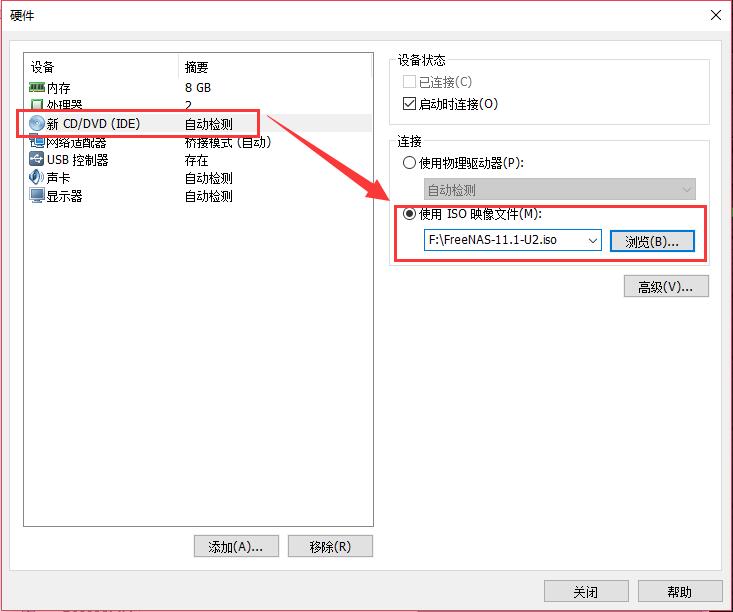 硬件
设备 摘要
内存 8 GB
处理器 2
新 CD/DVD (IDE) 自动检测
网络适配器 桥接模式 (自动)
USB 控制器 存在
声卡 自动检测
显示器 自动检测
添加(A)... 移除(R)
设备状态
已连接(C)
启动时连接(O)
连接
使用物理驱动器(P):
自动检测
使用 ISO 映像文件(M):
F:\FreeNAS-11.1-U2.iso 浏览(B)...
高级(V)...
关闭 帮助